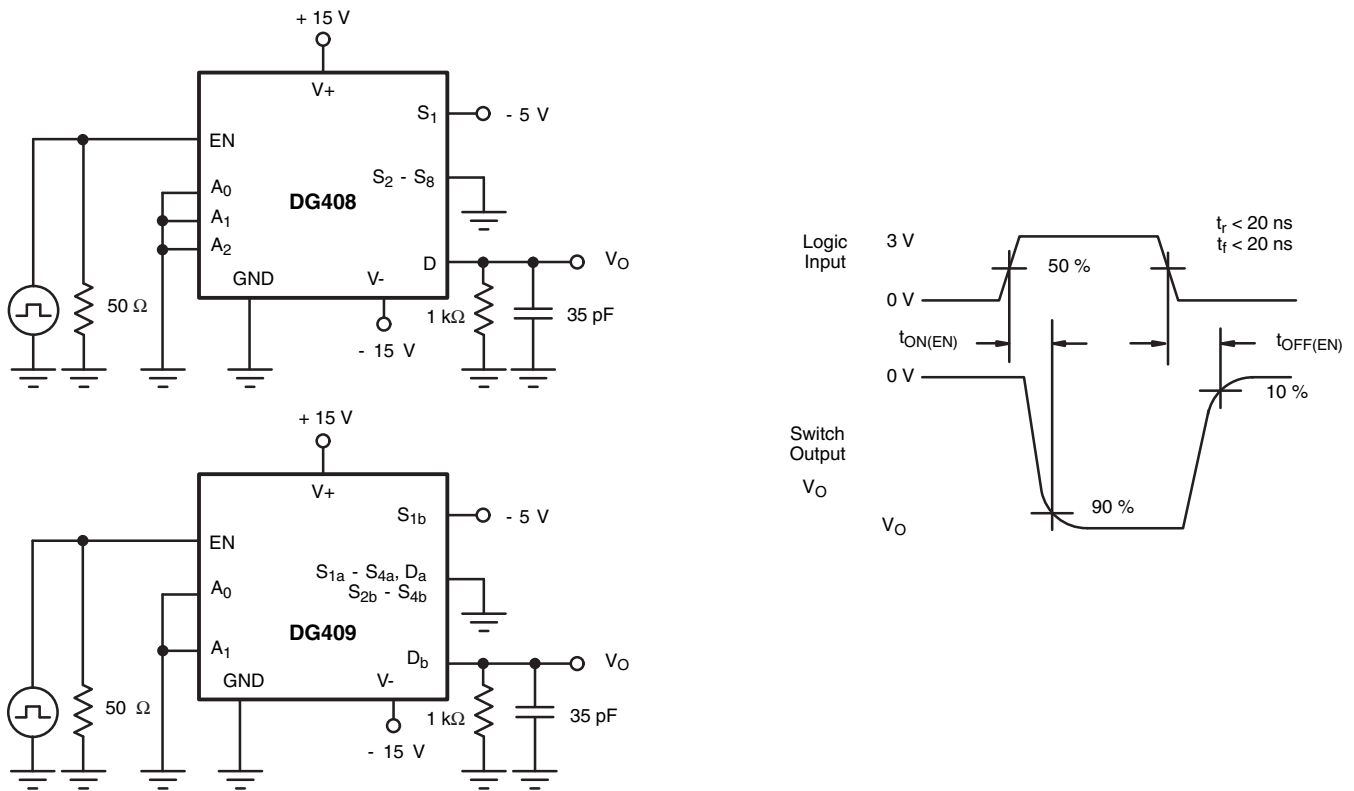 + 15 V
V+
S1
- 5 V
EN
A0
S2 - S8
DG408
A1
A2
D
VO
GND
V-
50 Ω
1 kΩ
35 pF
- 15 V
+ 15 V
V+
S1b
- 5 V
EN
S1a - S4a, Da
A0
S2b - S4b
DG409
A1
Db
VO
GND
V-
50 Ω
1 kΩ
35 pF
- 15 V
Logic
Input
3 V
tr < 20 ns
tf < 20 ns
50 %
0 V
tON(EN)
tOFF(EN)
0 V
10 %
Switch
Output
VO
90 %
VO